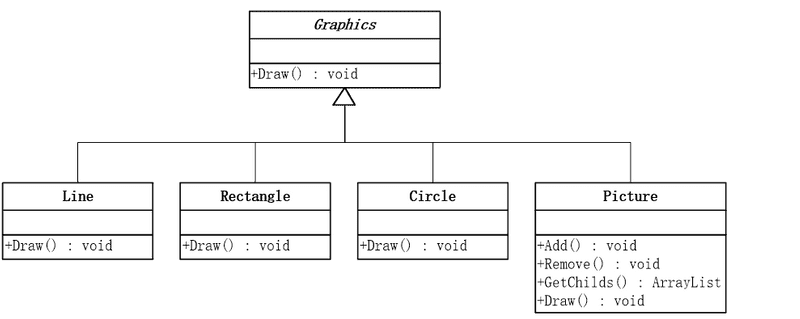 Graphics
+Draw() : void
Line
+Draw() : void
Rectangle
+Draw() : void
Circle
+Draw() : void
Picture
+Add() : void
+Remove() : void
+GetChilds() : ArrayList
+Draw() : void